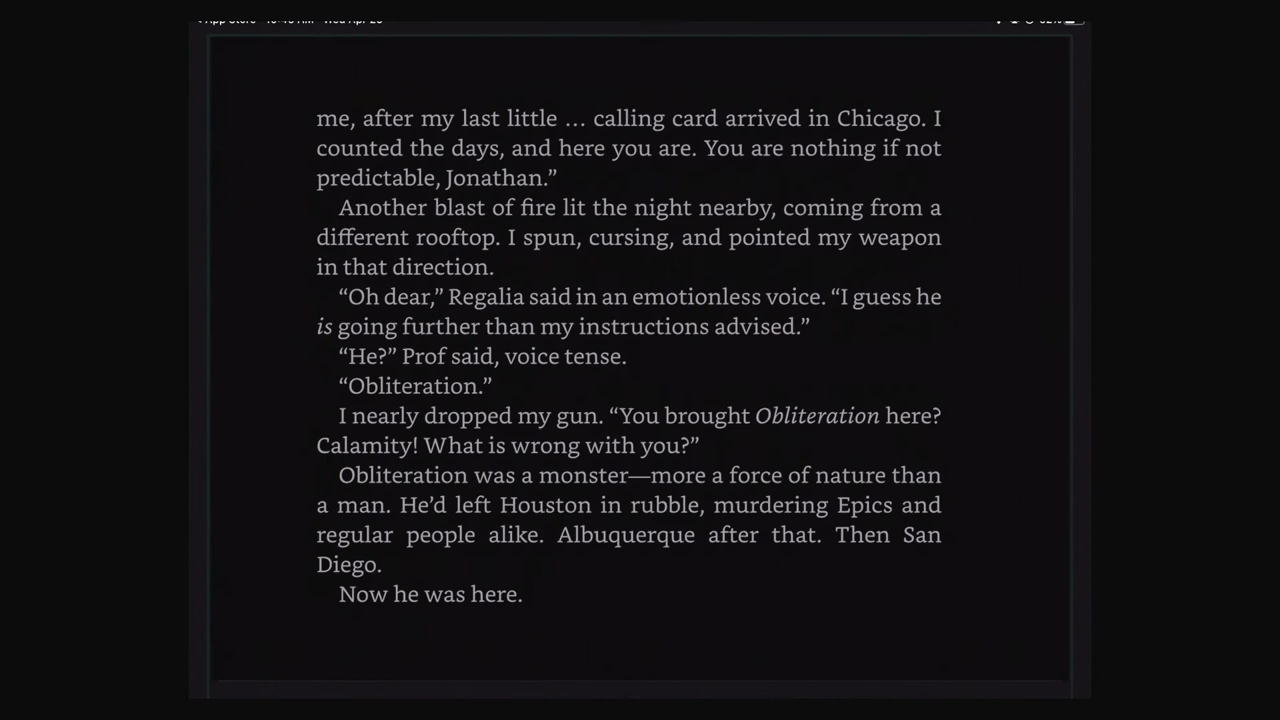 me, after my last little … calling card arrived in Chicago. I
counted the days, and here you are. You are nothing if not
predictable, Jonathan.”
Another blast of fire lit the night nearby, coming from a
different rooftop. I spun, cursing, and pointed my weapon
in that direction.
“Oh dear,” Regalia said in an emotionless voice. “I guess he
is going further than my instructions advised.”
“He?” Prof said, voice tense.
“Obliteration.”
I nearly dropped my gun. “You brought Obliteration here?
Calamity! What is wrong with you?”
Obliteration was a monster—more a force of nature than
a man. He’d left Houston in rubble, murdering Epics and
regular people alike. Albuquerque after that. Then San
Diego.
Now he was here.